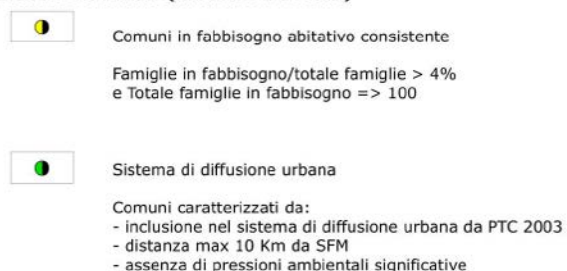 Comuni in fabbisogno abitativo consistente
Famiglie in fabbisogno/totale famiglie > 4%
e Totale famiglie in fabbisogno => 100
Sistema di diffusione urbana
Comuni caratterizzati da:
- inclusione nel sistema di diffusione urbana da PTC 2003
- distanza max 10 Km da SFM
- assenza di pressioni ambientali significative